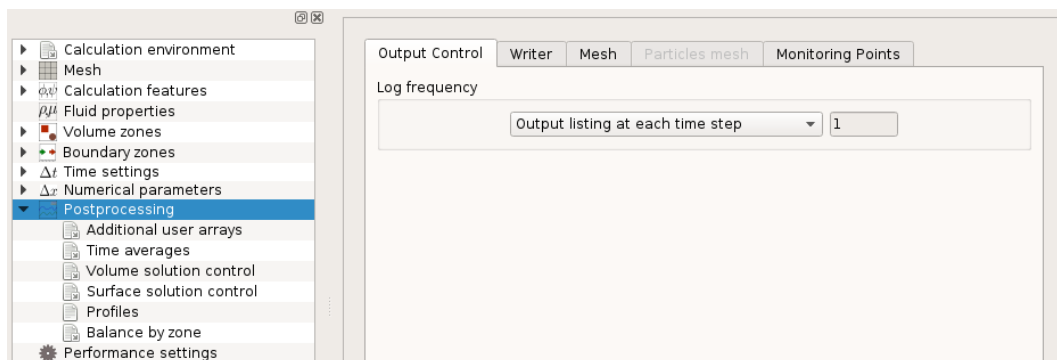 Calculation environment
Mesh
φ,ψ Calculation features
ρ,μ Fluid properties
Volume zones
Boundary zones
Δt Time settings
Δx Numerical parameters
Postprocessing
Additional user arrays
Time averages
Volume solution control
Surface solution control
Profiles
Balance by zone
Performance settings
Output Control Writer Mesh Particles mesh Monitoring Points
Log frequency
Output listing at each time step 1